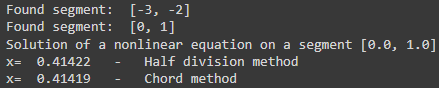 Found segment:  [-3, -2]
Found segment:  [0, 1]
Solution of a nonlinear equation on a segment [0.0, 1.0]
x=  0.41422   -   Half division method
x=  0.41419   -   Chord method